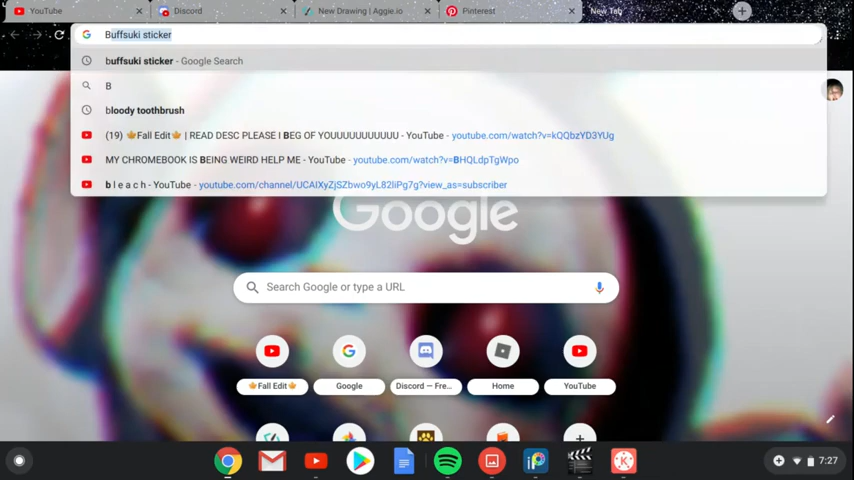 YouTube
Discord
New Drawing | Aggie.io
Pinterest
New Tab
Buffsuki sticker
buffsuki sticker - Google Search
B
bloody toothbrush
(19) 🍁Fall Edit🍁 | READ DESC PLEASE I BEG OF YOUUUUUUUUUU - YouTube - youtube.com/watch?v=kQQbzYD3YUg
MY CHROMEBOOK IS BEING WEIRD HELP ME - YouTube - youtube.com/watch?v=BHQLdpTgWpo
b l e a c h - YouTube - youtube.com/channel/UCAIXyZjSZbwo9yL82liPg7g?view_as=subscriber
Google
Search Google or type a URL
🍁Fall Edit🍁
Google
Discord — Fre...
Home
YouTube
7:27